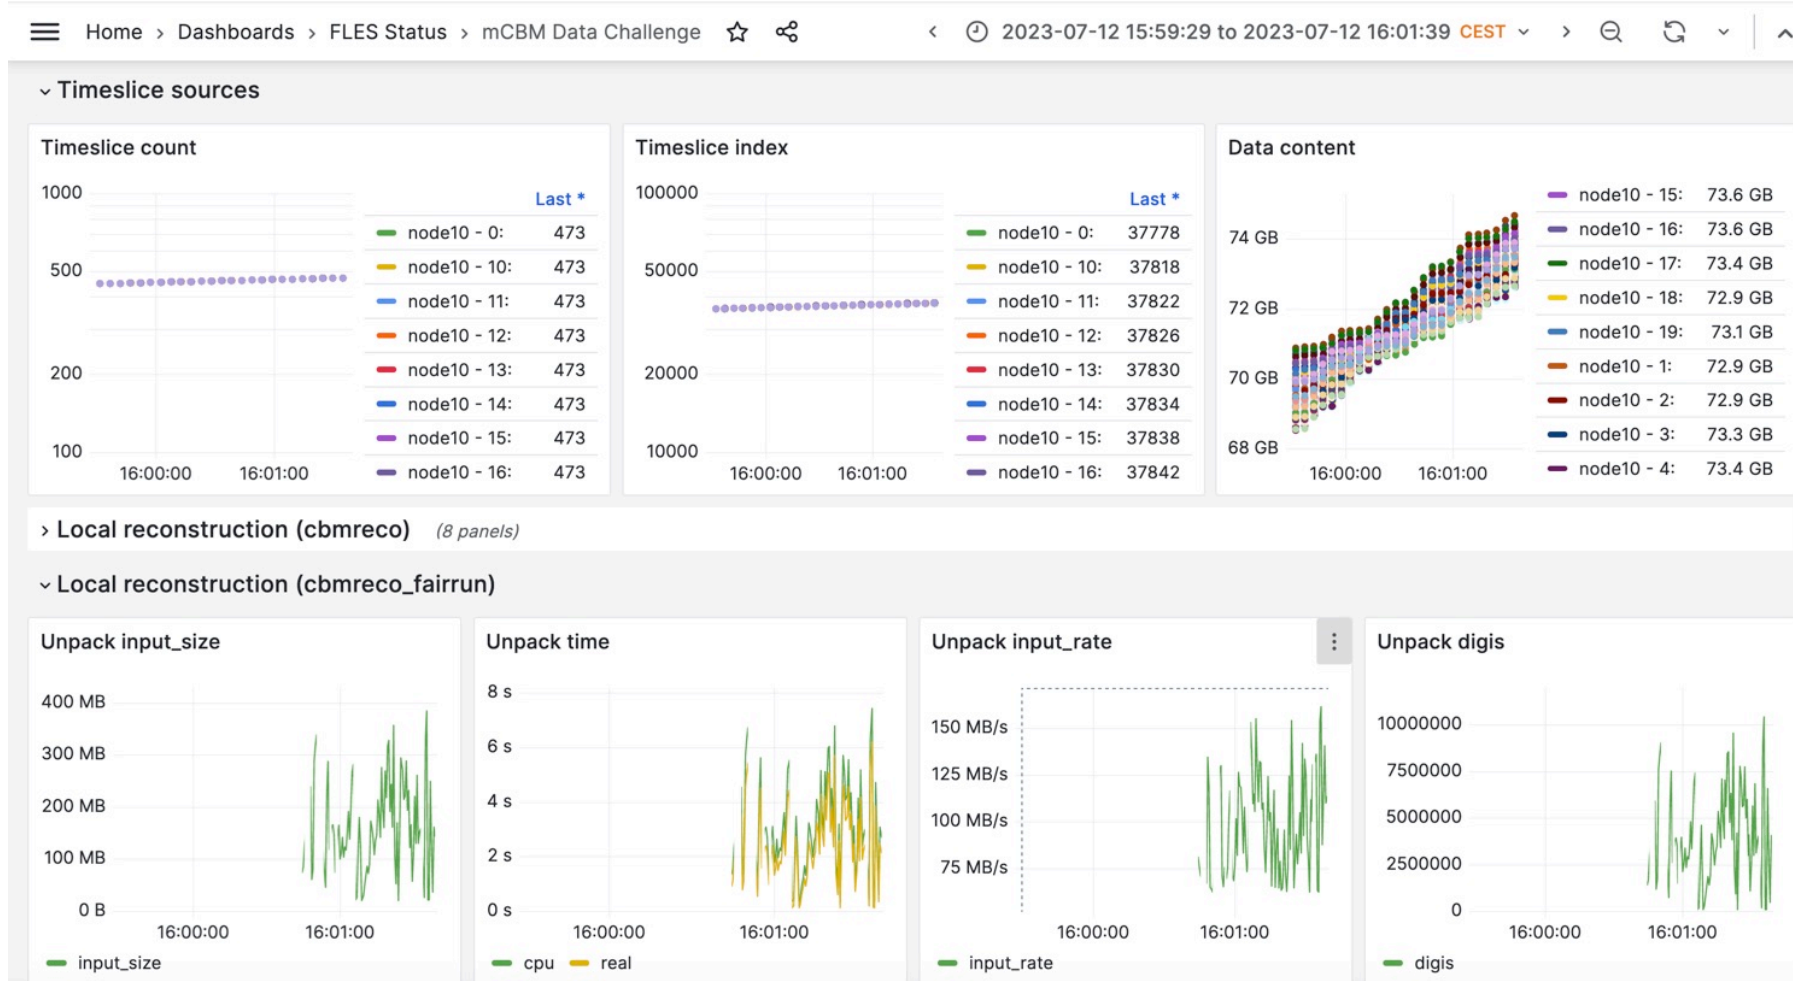 Home > Dashboards > FLES Status > mCBM Data Challenge
2023-07-12 15:59:29 to 2023-07-12 16:01:39 CEST
Timeslice sources
Timeslice count
1000
500
200
100
16:00:00 16:01:00
Last *
node10 - 0: 473
node10 - 10: 473
node10 - 11: 473
node10 - 12: 473
node10 - 13: 473
node10 - 14: 473
node10 - 15: 473
node10 - 16: 473
Timeslice index
100000
50000
20000
10000
16:00:00 16:01:00
Last *
node10 - 0: 37778
node10 - 10: 37818
node10 - 11: 37822
node10 - 12: 37826
node10 - 13: 37830
node10 - 14: 37834
node10 - 15: 37838
node10 - 16: 37842
Data content
74 GB
72 GB
70 GB
68 GB
16:00:00 16:01:00
node10 - 15: 73.6 GB
node10 - 16: 73.6 GB
node10 - 17: 73.4 GB
node10 - 18: 72.9 GB
node10 - 19: 73.1 GB
node10 - 1: 72.9 GB
node10 - 2: 72.9 GB
node10 - 3: 73.3 GB
node10 - 4: 73.4 GB
Local reconstruction (cbmreco) (8 panels)
Local reconstruction (cbmreco_fairrun)
Unpack input_size
400 MB
300 MB
200 MB
100 MB
0 B
16:00:00 16:01:00
input_size
Unpack time
8 s
6 s
4 s
2 s
0 s
16:00:00 16:01:00
cpu real
Unpack input_rate
150 MB/s
125 MB/s
100 MB/s
75 MB/s
16:00:00 16:01:00
input_rate
Unpack digis
10000000
7500000
5000000
2500000
0
16:00:00 16:01:00
digis